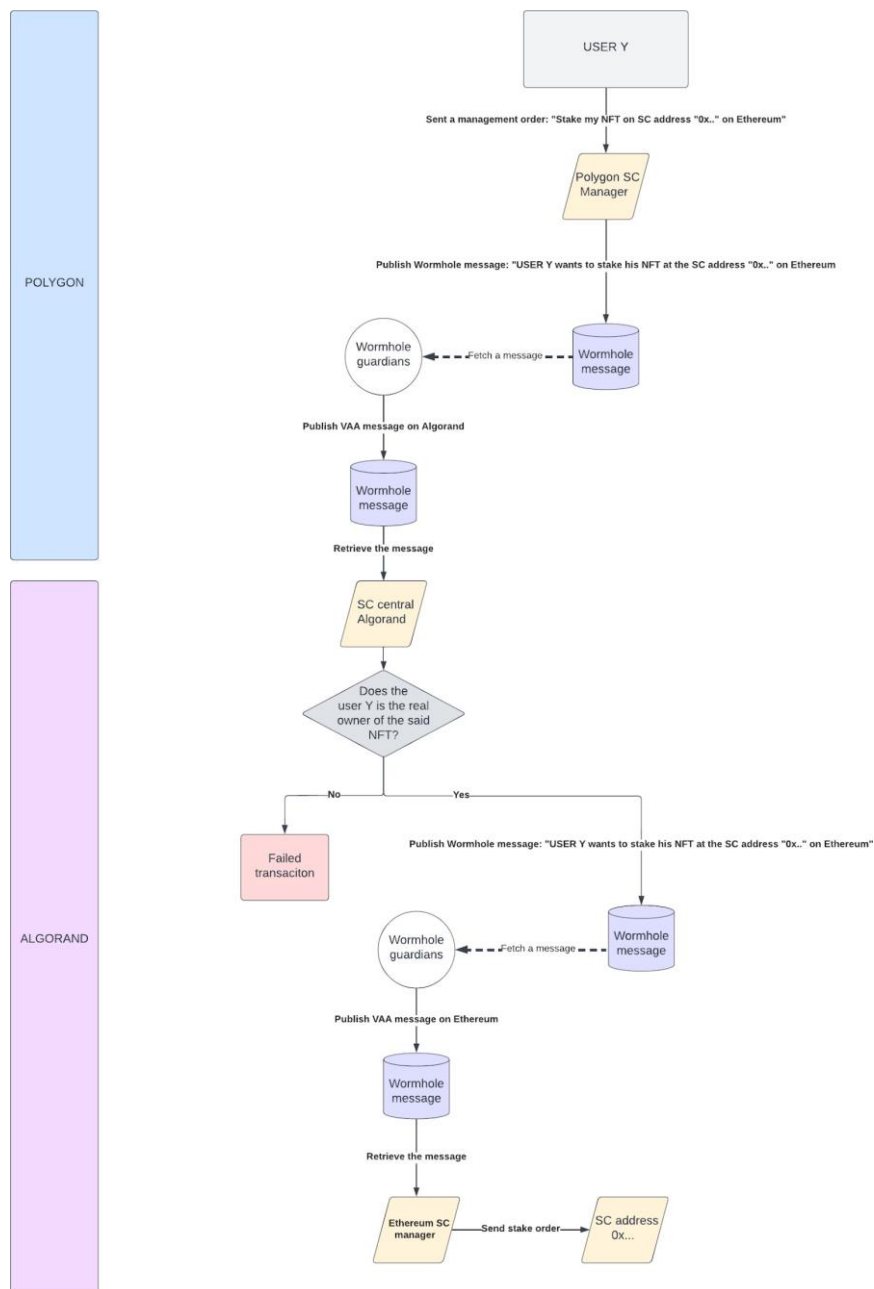 USER Y
Sent a management order: "Stake my NFT on SC address "0x.." on Ethereum"
Polygon SC
Manager
Publish Wormhole message: "USER Y wants to stake his NFT at the SC address "0x.." on Ethereum
POLYGON
Wormhole
guardians
Fetch a message
Wormhole
message
Publish VAA message on Algorand
Wormhole
message
Retrieve the message
SC central
Algorand
Does the
user Y is the real
owner of the said
NFT?
No
Yes
Failed
transaciton
Publish Wormhole message: "USER Y wants to stake his NFT at the SC address "0x.." on Ethereum"
ALGORAND
Wormhole
guardians
Fetch a message
Wormhole
message
Publish VAA message on Ethereum
Wormhole
message
Retrieve the message
Ethereum SC
manager
Send stake order
SC address
0x...